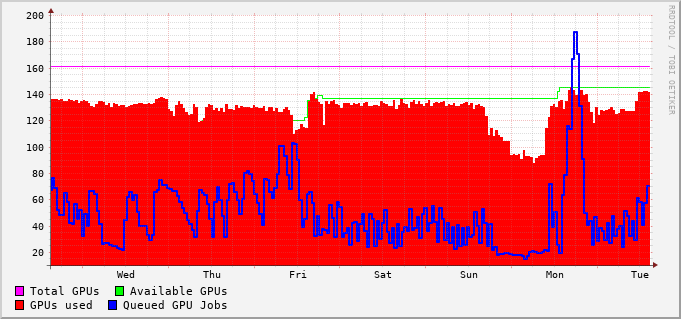 200
180
160
140
120
100
80
60
40
20
Wed Thu Fri Sat Sun Mon Tue
Total GPUs Available GPUs
GPUs used Queued GPU Jobs
RRDTOOL / TOBI OETIKER